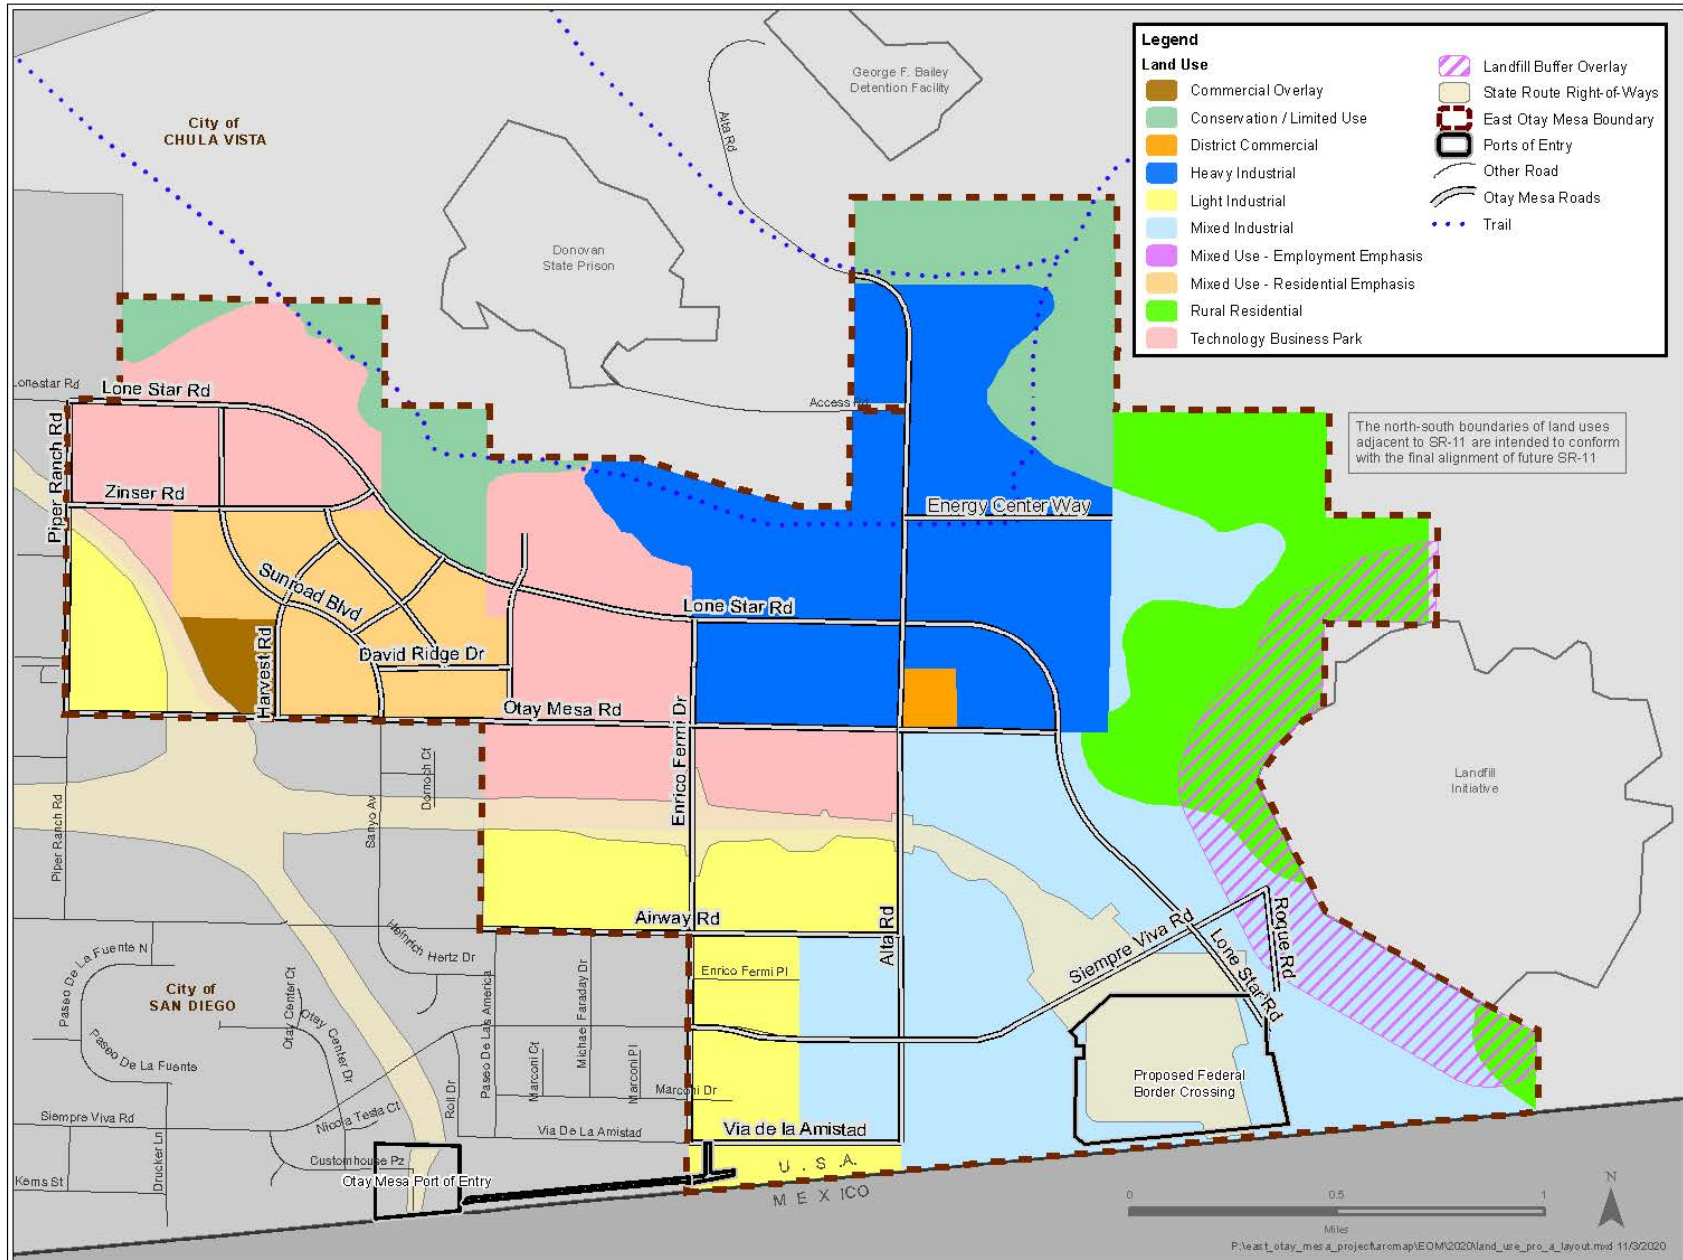 Legend
Land Use
Commercial Overlay
Conservation / Limited Use
District Commercial
Heavy Industrial
Light Industrial
Mixed Industrial
Mixed Use - Employment Emphasis
Mixed Use - Residential Emphasis
Rural Residential
Technology Business Park
Landfill Buffer Overlay
State Route Right-of-Ways
East Otay Mesa Boundary
Ports of Entry
Other Road
Otay Mesa Roads
Trail
George F. Bailey
Detention Facility
Alta Rd
City of
CHULA VISTA
Donovan
State Prison
Access Rd
The north-south boundaries of land uses
adjacent to SR-11 are intended to conform
with the final alignment of future SR-11
Lonestar Rd
Lone Star Rd
Piper Ranch Rd
Zinser Rd
Energy Center Way
Sunroad Blvd
Lone Star Rd
Harvest Rd
David Ridge Dr
Otay Mesa Rd
Enrico Fermi Dr
Dornoch Ct
Sanyo Av
Piper Ranch Rd
Landfill
Initiative
Airway Rd
Alta Rd
Siempre Viva Rd
Roque Rd
Lone Star Rd
Heinrich Hertz Dr
Paseo De La Fuente N
Enrico Fermi Pl
City of
SAN DIEGO
Otay Center Ct
Otay Center Dr
Paseo De La Fuente
Paseo De Las America
Michael Faraday Dr
Marconi Ct
Marconi Pl
Marconi Dr
Roll Dr
Proposed Federal
Border Crossing
Siempre Viva Rd
Nicola Tesla Ct
Via De La Amistad
Via de la Amistad
Drucker Ln
Customhouse Pz
Kerns St
Otay Mesa Port of Entry
U . S . A.
M E X I C O
N
0 0.5 1
Miles
P:\east_otay_mesa_project\aromap\EOM\2020\land_use_pro_a_layout.mxd 11/3/2020